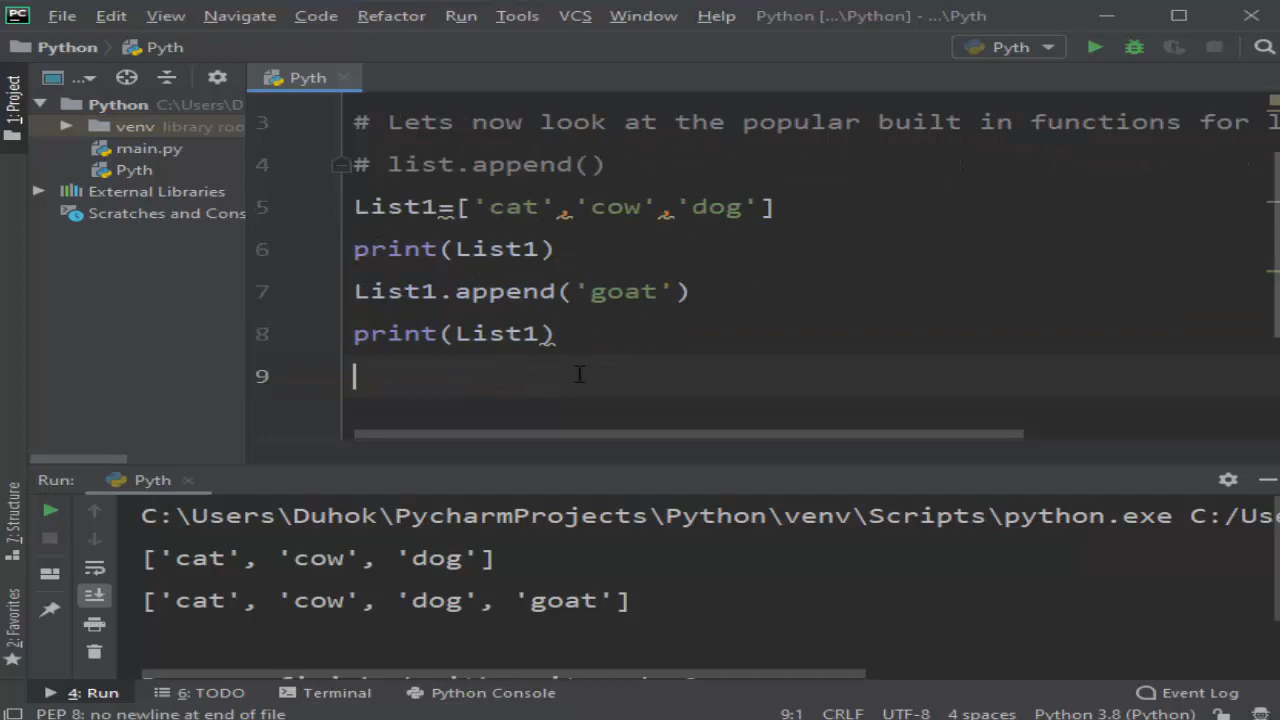 PC File Edit View Navigate Code Refactor Run Tools VCS Window Help Python [...\Python] - ...\Pyth
Python Pyth Pyth
1: Project ... Pyth
Python C:\Users\D
venv library roo
main.py
Pyth
External Libraries
Scratches and Cons
3 # Lets now look at the popular built in functions for l
4 # list.append()
5 List1=['cat','cow','dog']
6 print(List1)
7 List1.append('goat')
8 print(List1)
9
Run: Pyth
C:\Users\Duhok\PycharmProjects\Python\venv\Scripts\python.exe C:/Use
['cat', 'cow', 'dog']
['cat', 'cow', 'dog', 'goat']
7: Structure
2: Favorites
4: Run 6: TODO Terminal Python Console Event Log
PEP 8: no newline at end of file 9:1 CRLF UTF-8 4 spaces Python 3.8 (Python)